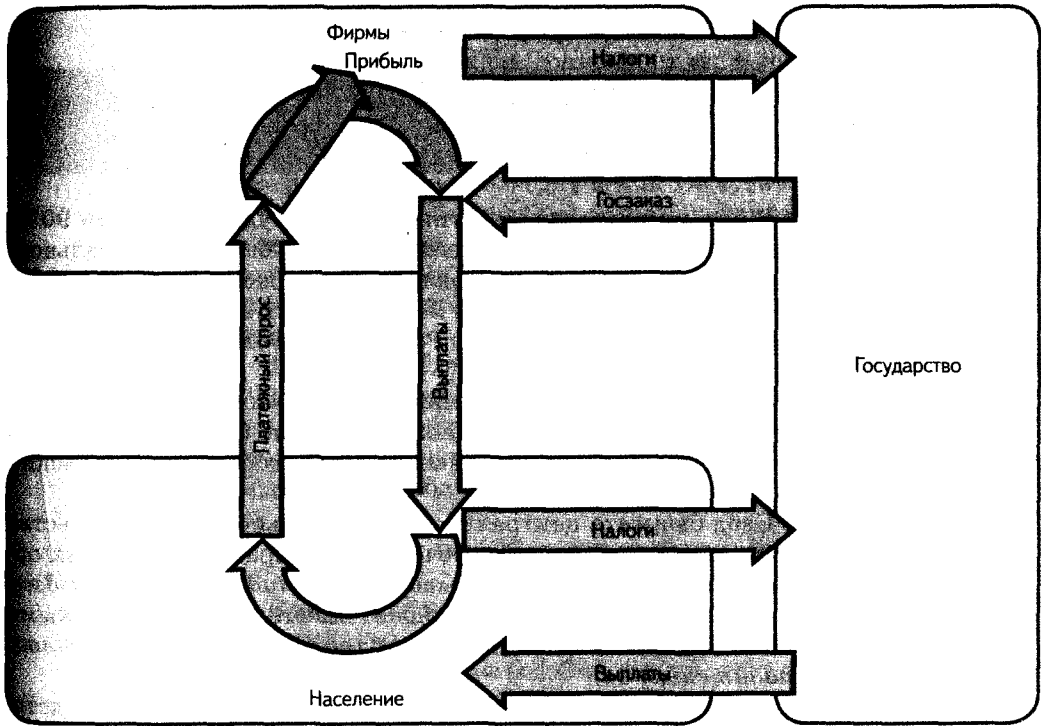 Фирмы
Прибыль
Налоги
Госзаказ
Платежный спрос
Выплаты
Государство
Налоги
Выплаты
Население